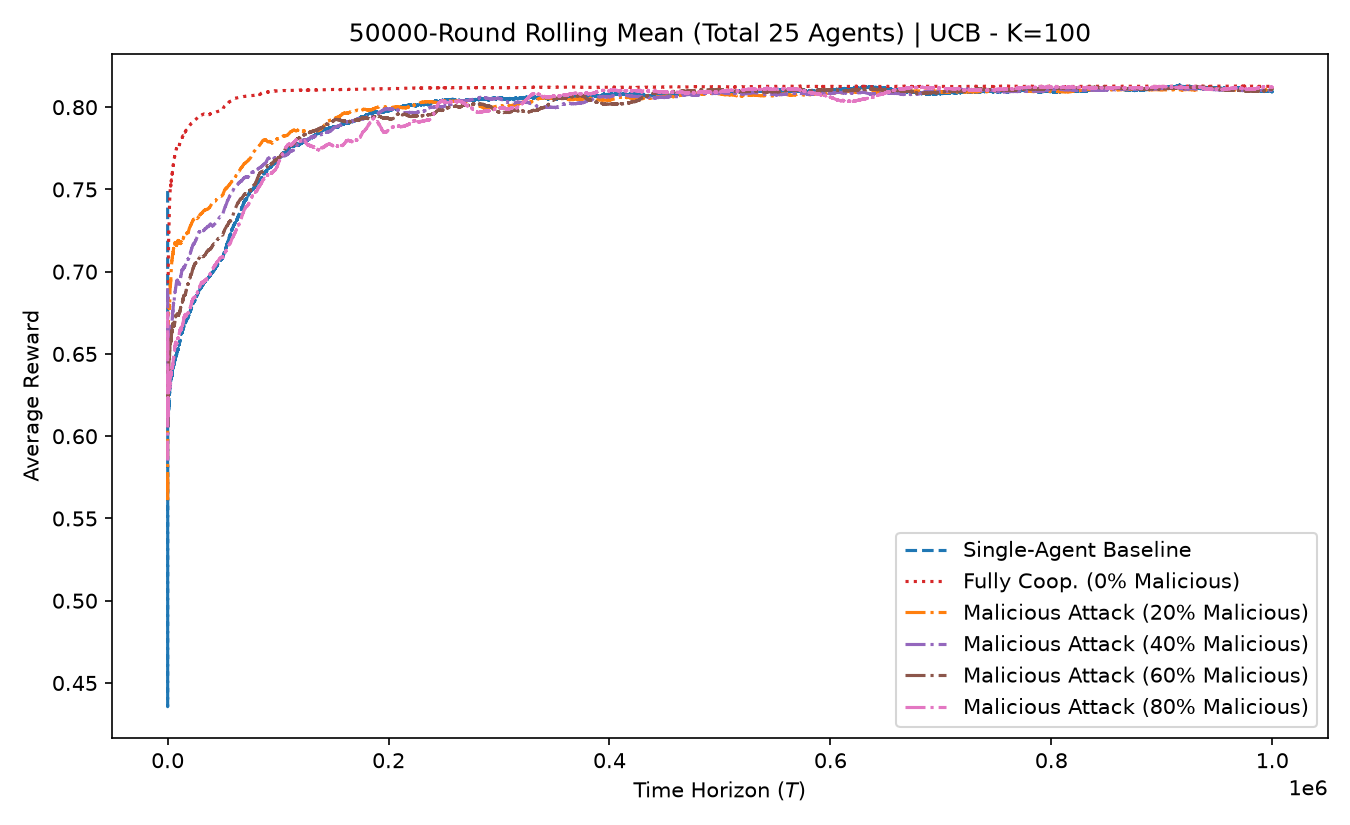 50000-Round Rolling Mean (Total 25 Agents) | UCB - K=100
Average Reward
0.80
0.75
0.70
0.65
0.60
0.55
0.50
0.45
Single-Agent Baseline
Fully Coop. (0% Malicious)
Malicious Attack (20% Malicious)
Malicious Attack (40% Malicious)
Malicious Attack (60% Malicious)
Malicious Attack (80% Malicious)
0.0 0.2 0.4 0.6 0.8 1.0
1e6
Time Horizon (T)